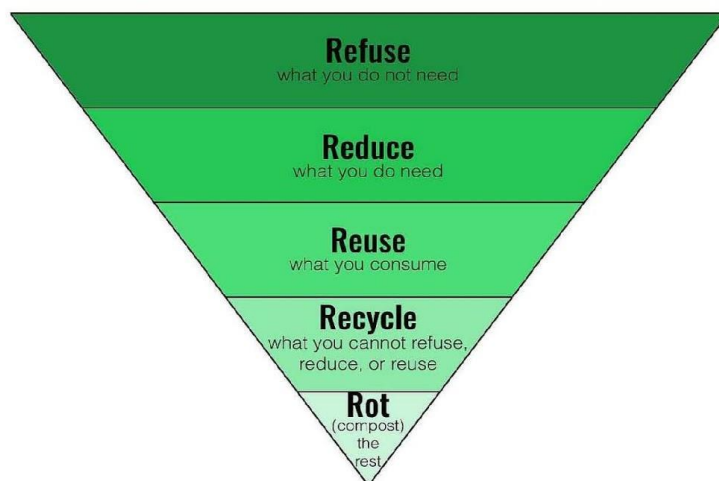 Refuse
what you do not need
Reduce
what you do need
Reuse
what you consume
Recycle
what you cannot refuse,
reduce, or reuse
Rot
(compost)
the
rest